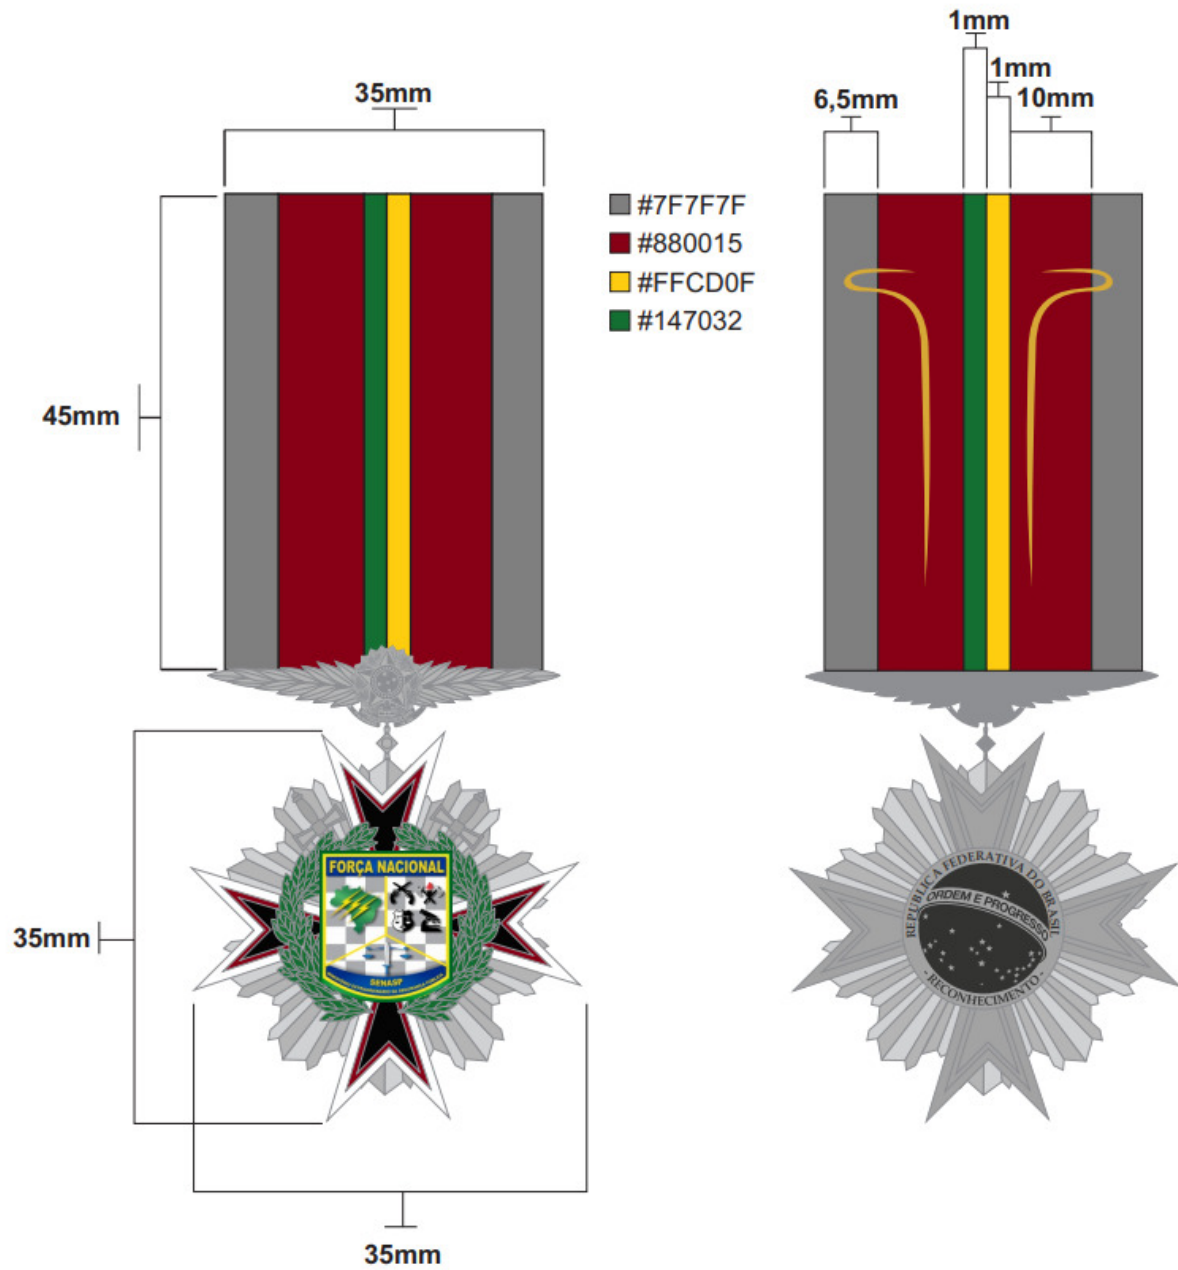 1mm
1mm
35mm
6,5mm
10mm
#7F7F7F
#880015
#FFCD0F
#147032
45mm
FORÇA NACIONAL
SENASP
35mm
35mm
REPUBLICA FEDERATIVA DO BRASIL
ORDEM E PROGRESSO
- RECONHECIMENTO -